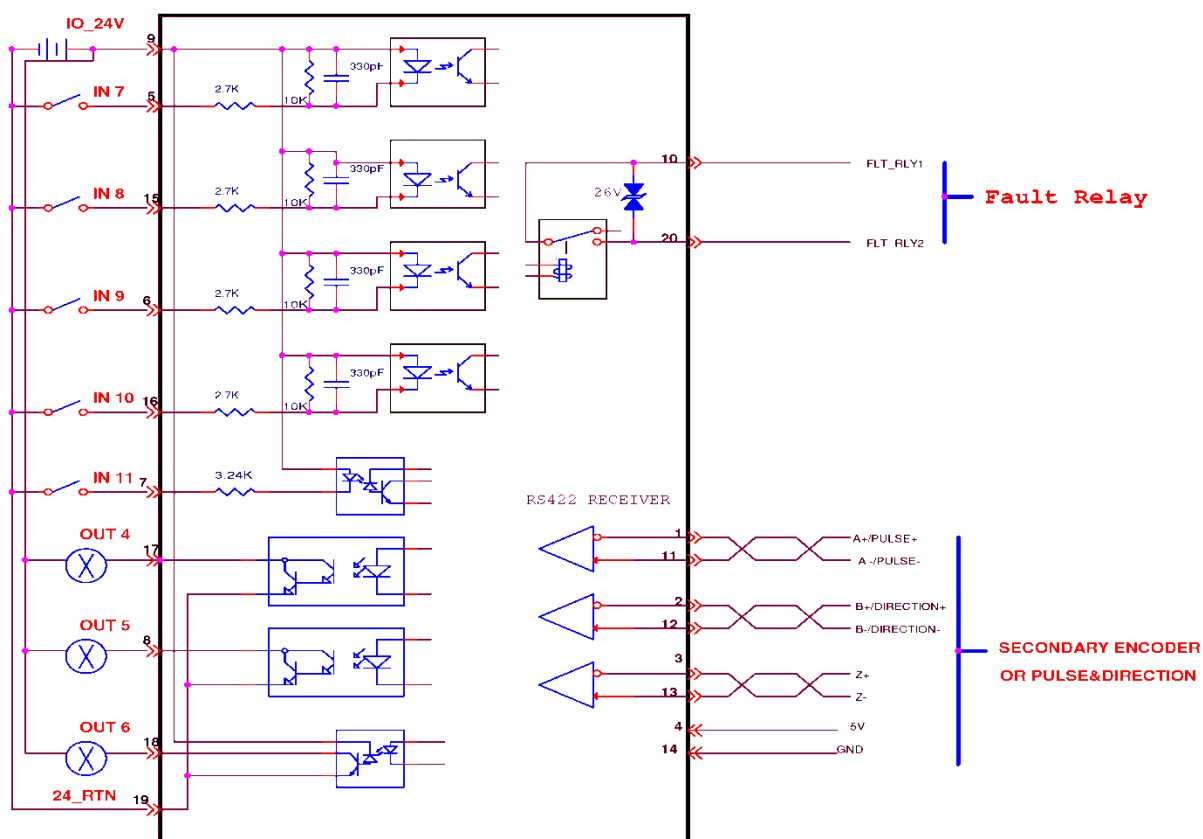 IO_24V
9
330pF
IN 7
5
2.7K
10K
10
FLT_RLY1
330pF
26V
Fault Relay
IN 8
15
2.7K
10K
20
FLT_RLY2
330pF
IN 9
6
2.7K
10K
330pF
IN 10
16
2.7K
10K
IN 11
7
3.24K
RS422 RECEIVER
OUT 4
17
1
A+/PULSE+
11
A-/PULSE-
2
B+/DIRECTION+
OUT 5
8
12
B-/DIRECTION-
SECONDARY ENCODER
OR PULSE&DIRECTION
3
Z+
13
Z-
OUT 6
18
4
5V
14
GND
24_RTN
19